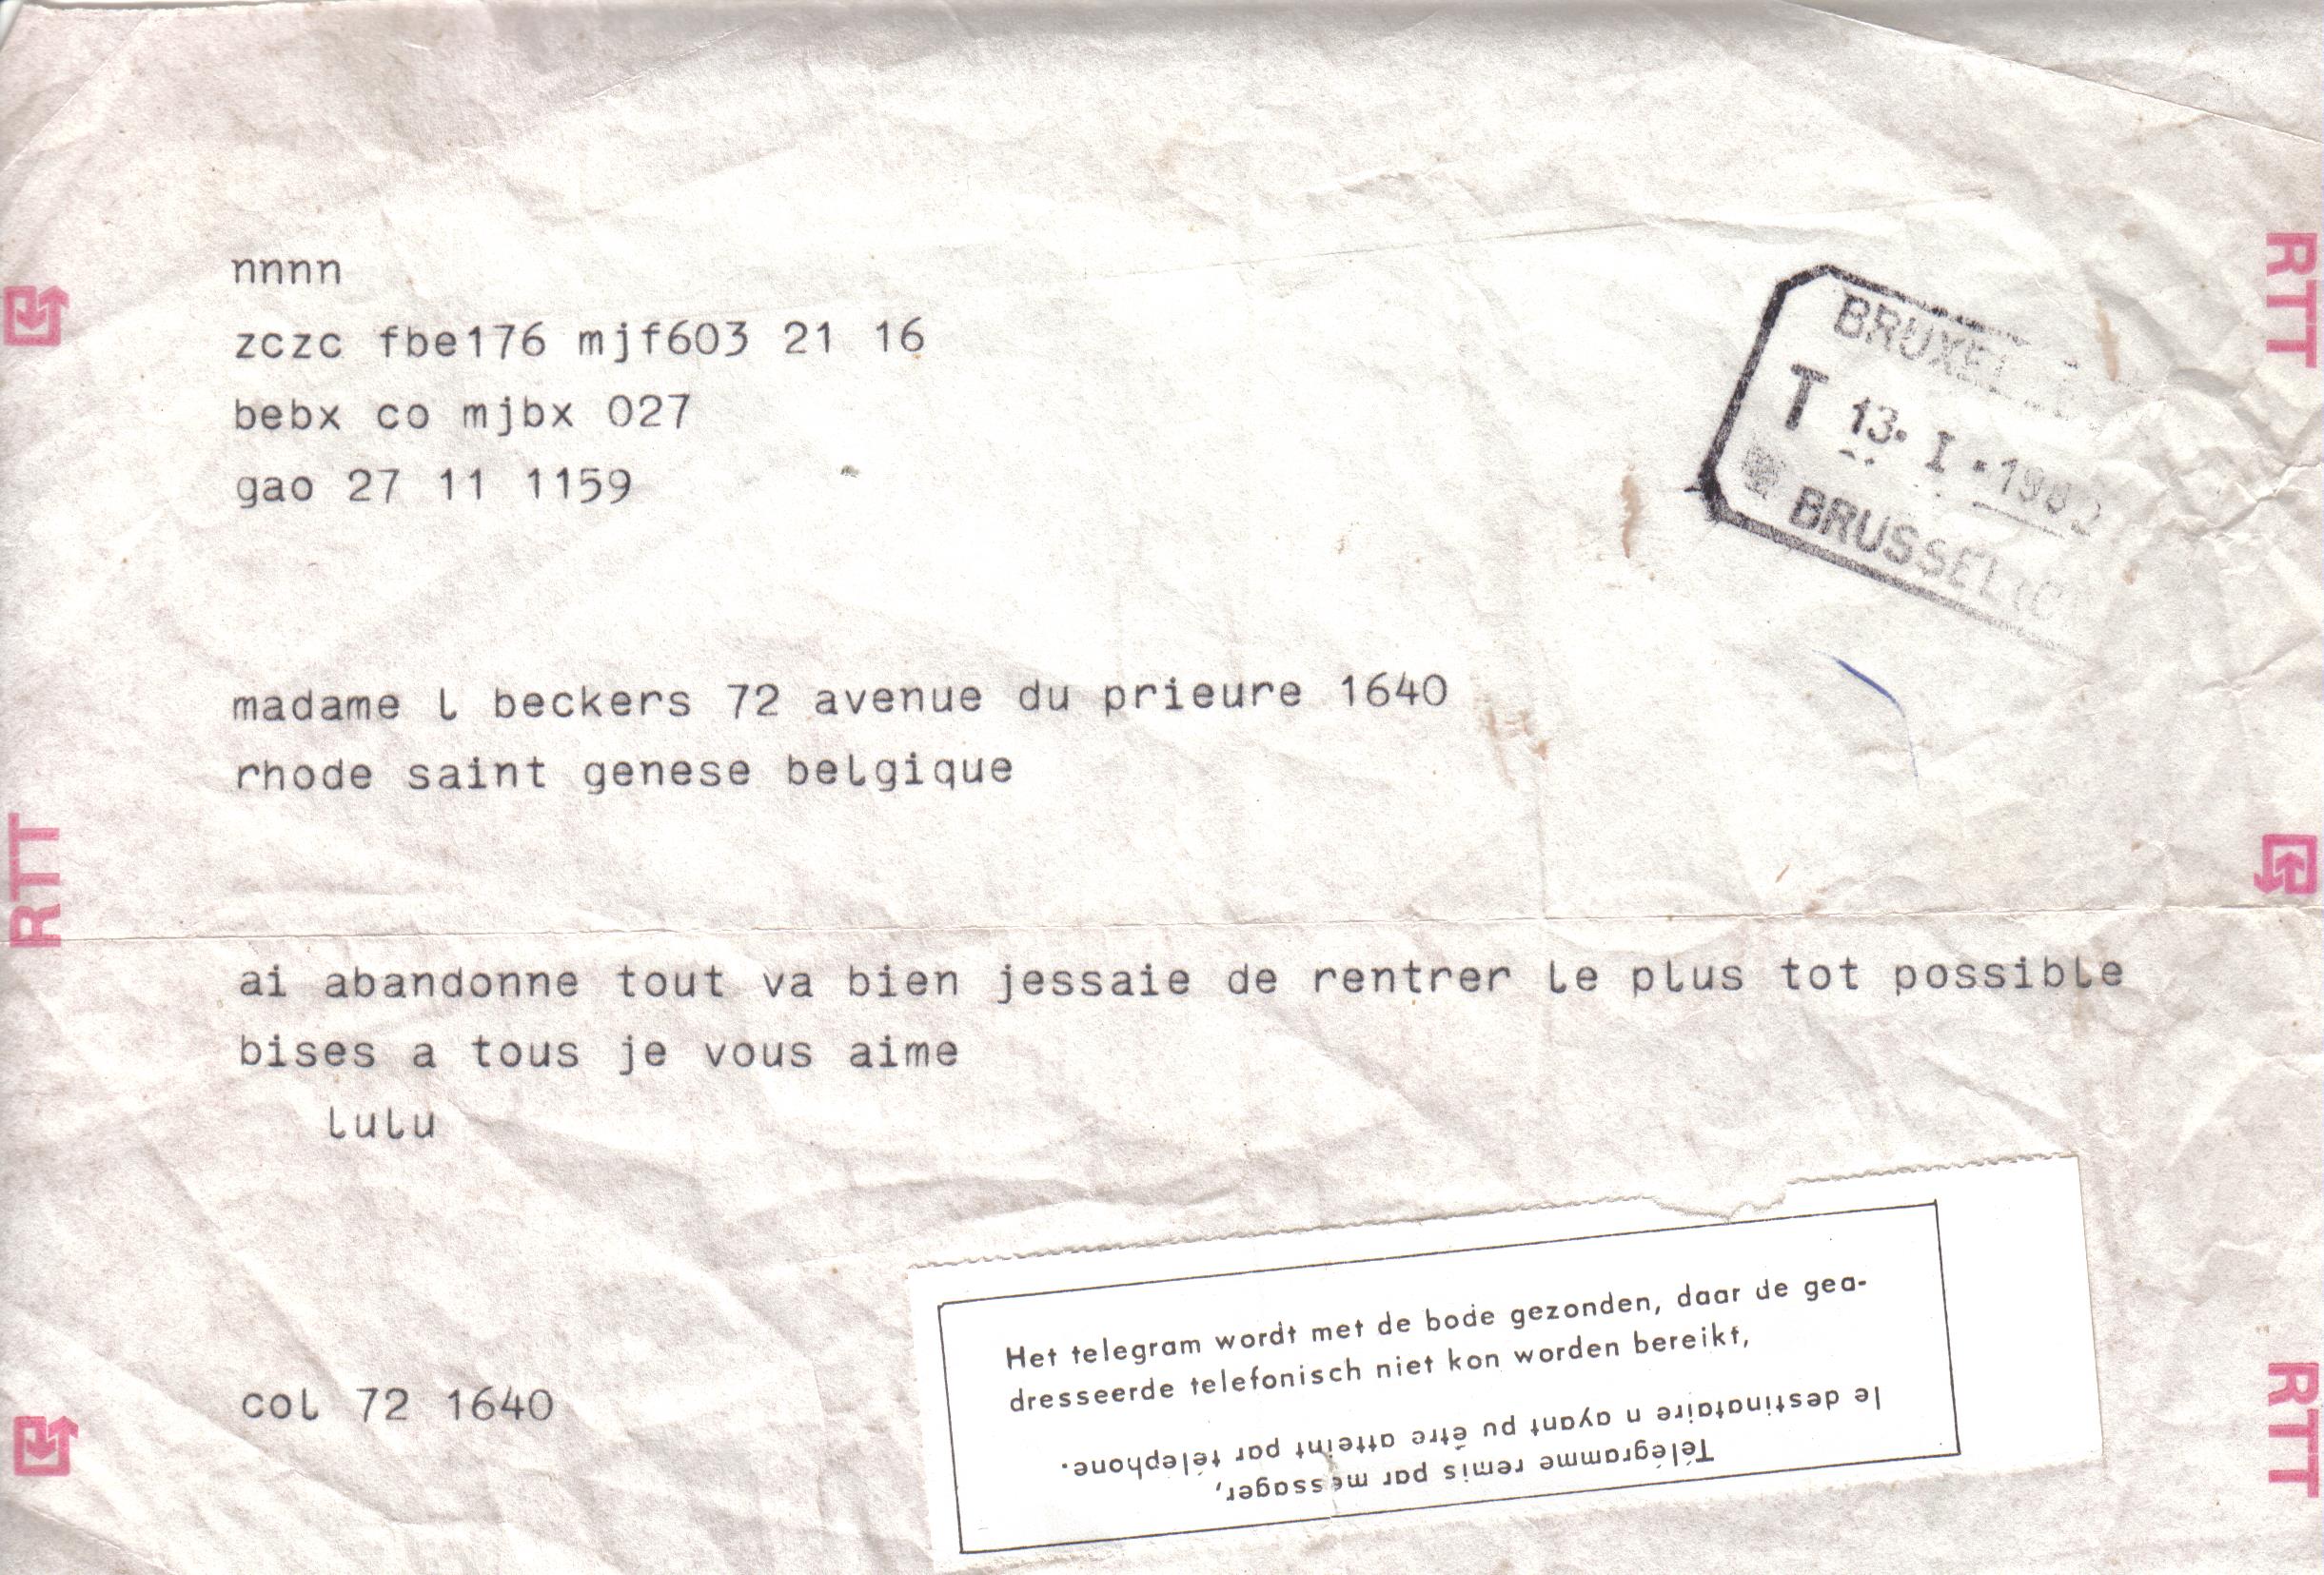 nnnn
zczc fbe176 mjf603 21 16
bebx co mjbx 027
gao 27 11 1159
BRUXEL
T 13. I .198
BRUSSEL
madame l beckers 72 avenue du prieure 1640
rhode saint genese belgique
ai abandonne tout va bien jessaie de rentrer le plus tot possible
bises a tous je vous aime
lulu
col 72 1640
Het telegram wordt met de bode gezonden, daar de gea-
dresseerde telefonisch niet kon worden bereikt,
Télégramme remis par messager,
le destinataire n ayant pu être atteint par télephone.
RTT
RTT
RTT